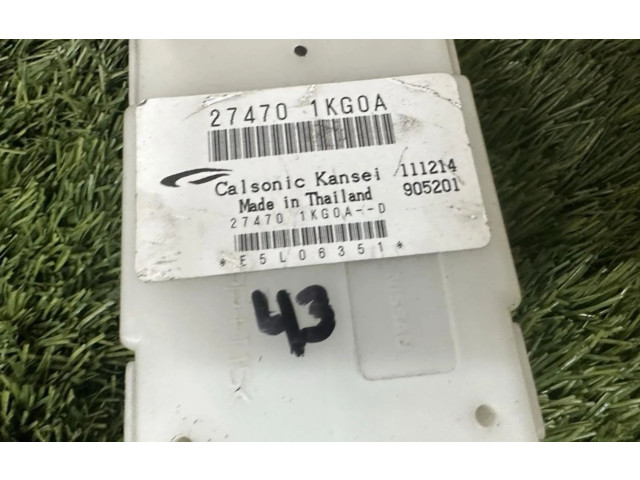 27470 1KG0A
Calsonic Kansei 111214
Made in Thailand 905201
27470 1KG0A--D
*E5L06351*
43